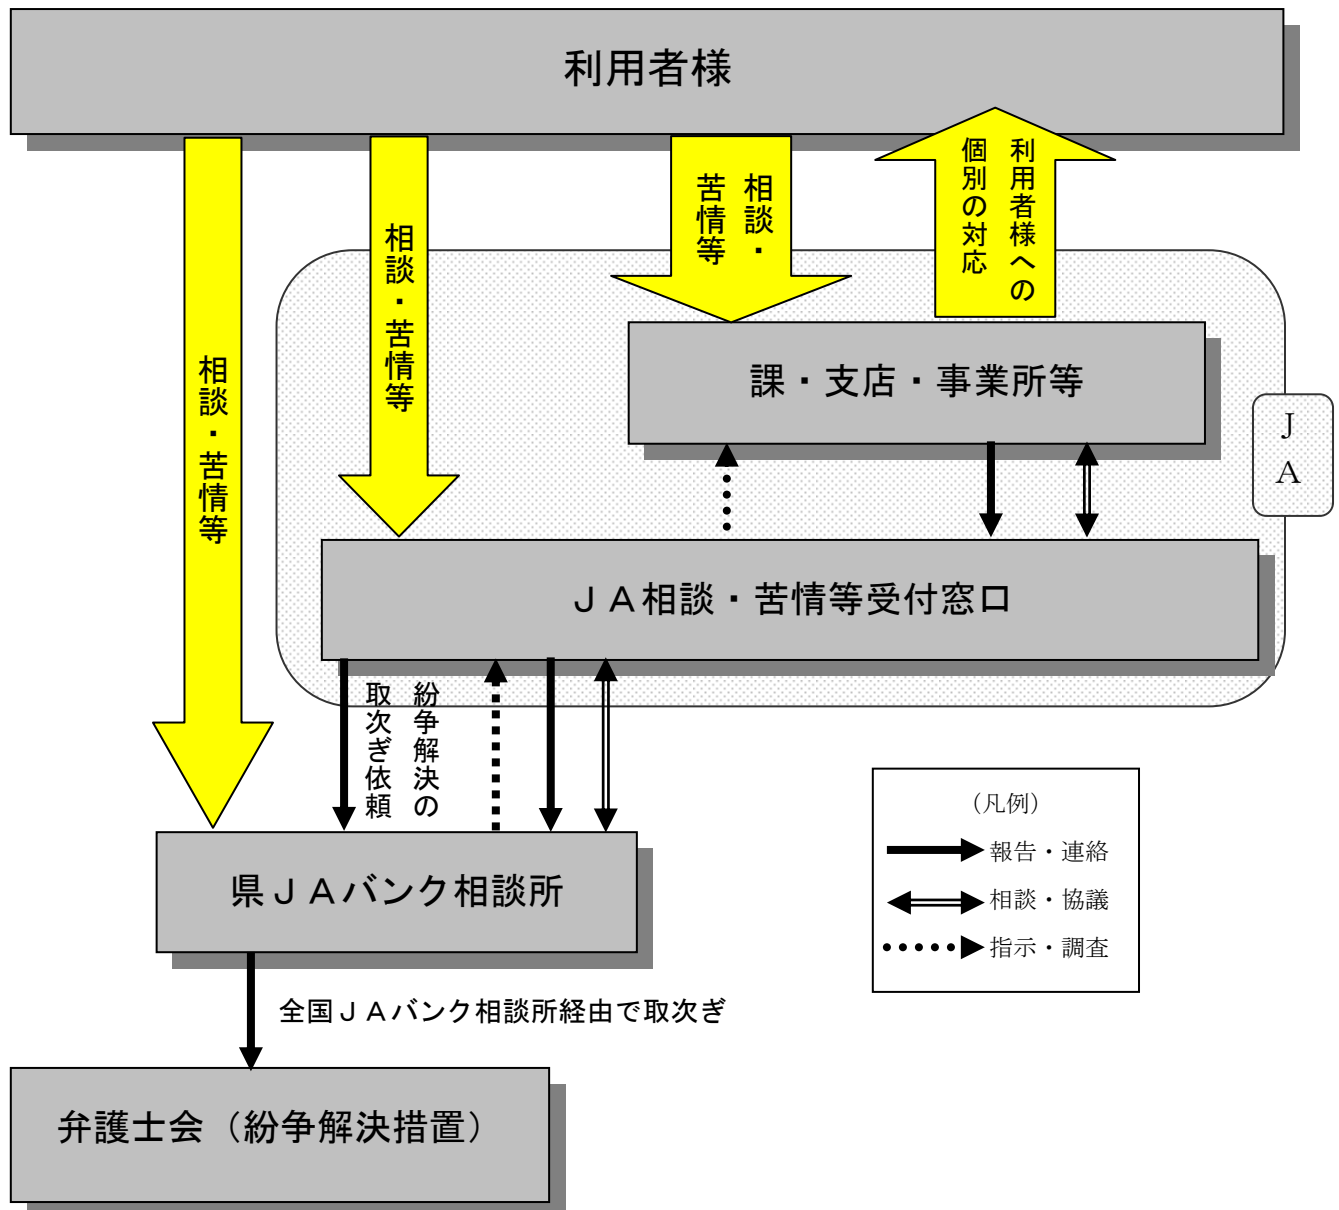 利用者様
相談・苦情等
相談・苦情等
相談・
苦情等
利用者様への
個別の対応
課・支店・事業所等
J
A
ＪＡ相談・苦情等受付窓口
紛争解決の
取次ぎ依頼
県ＪＡバンク相談所
（凡例）
報告・連絡
相談・協議
指示・調査
全国ＪＡバンク相談所経由で取次ぎ
弁護士会（紛争解決措置）